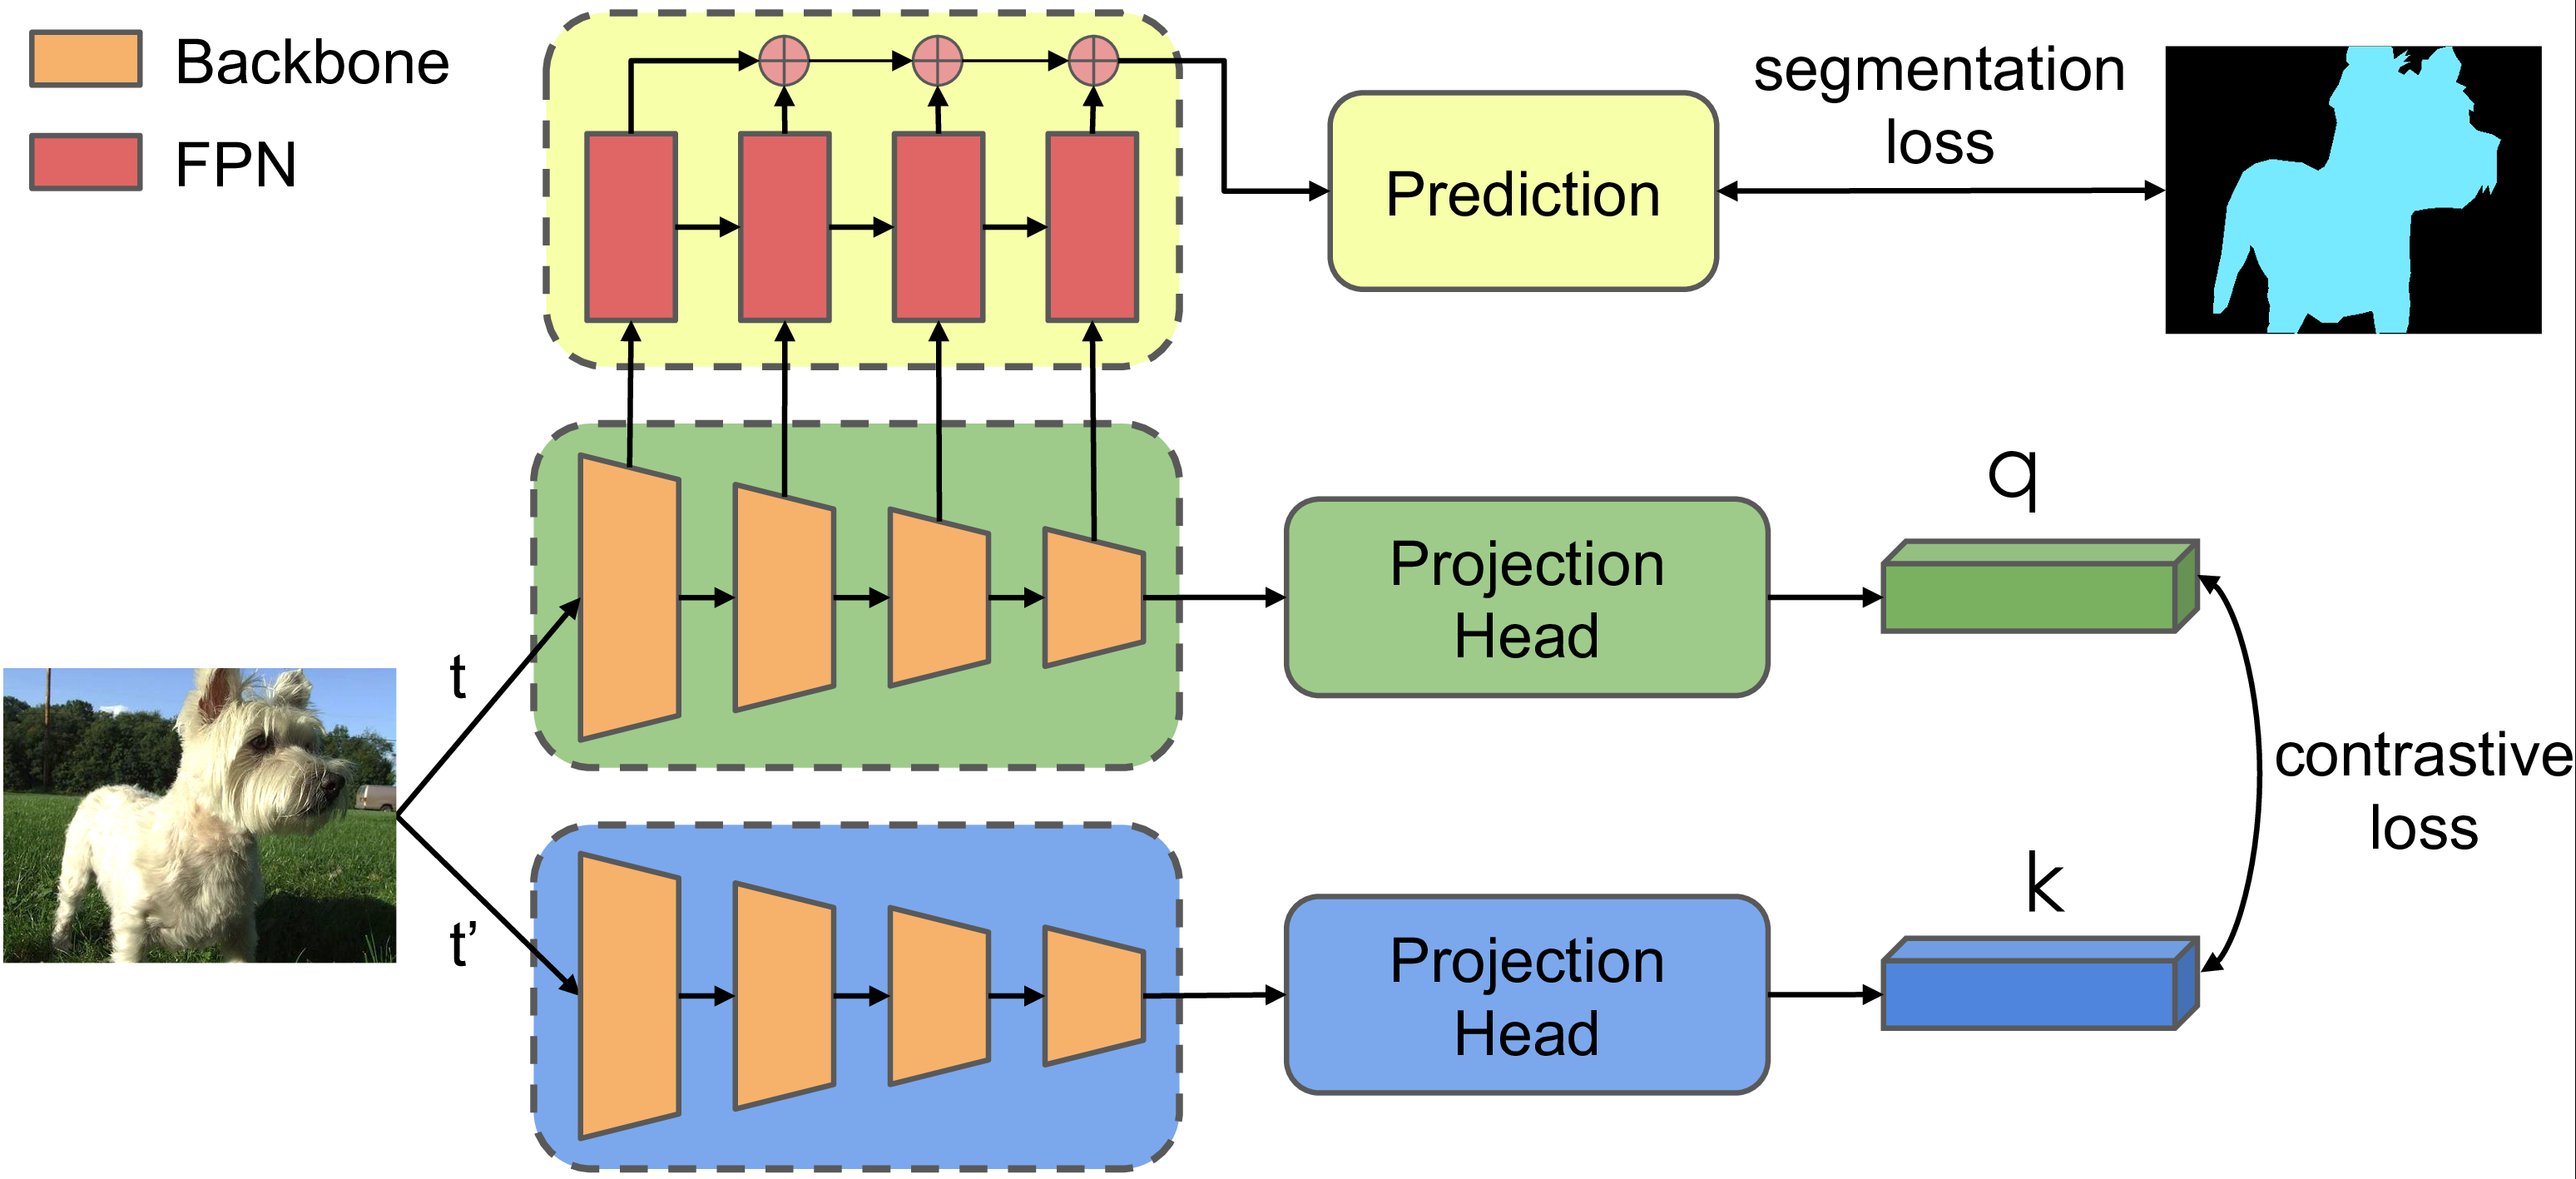 Backbone
FPN
segmentation
loss
Prediction
q
Projection
Head
t
contrastive
loss
t’
k
Projection
Head